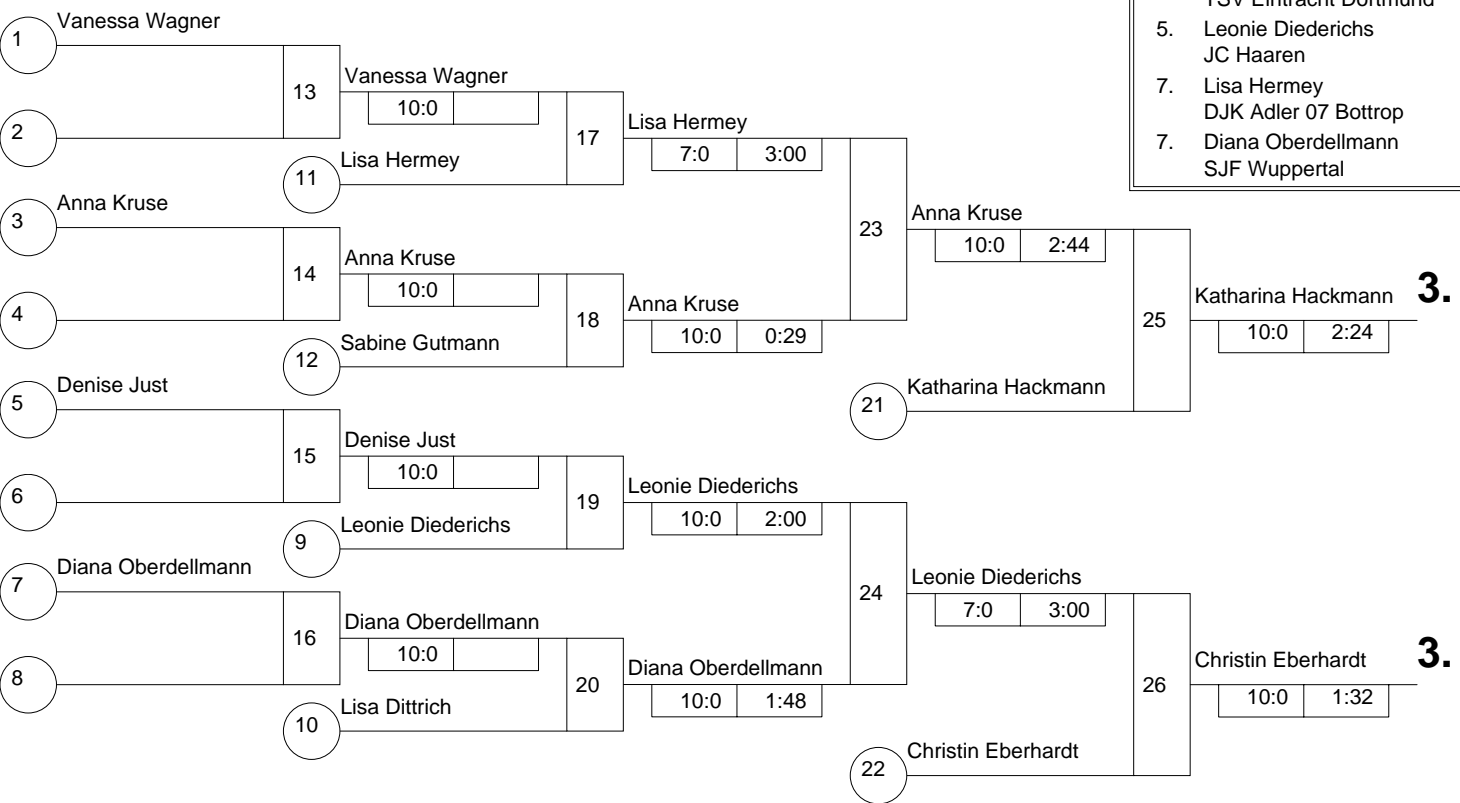 TSV Eintracht Dortmund
5. Leonie Diederichs
JC Haaren
7. Lisa Hermey
DJK Adler 07 Bottrop
7. Diana Oberdellmann
SJF Wuppertal
1 Vanessa Wagner
2
13
Vanessa Wagner
10:0
11 Lisa Hermey
17
Lisa Hermey
7:0 3:00
3 Anna Kruse
4
14
Anna Kruse
10:0
12 Sabine Gutmann
18
Anna Kruse
10:0 0:29
23
Anna Kruse
10:0 2:44
21 Katharina Hackmann
25
Katharina Hackmann 3.
10:0 2:24
5 Denise Just
6
15
Denise Just
10:0
9 Leonie Diederichs
19
Leonie Diederichs
10:0 2:00
7 Diana Oberdellmann
8
16
Diana Oberdellmann
10:0
10 Lisa Dittrich
20
Diana Oberdellmann
10:0 1:48
24
Leonie Diederichs
7:0 3:00
22 Christin Eberhardt
26
Christin Eberhardt 3.
10:0 1:32